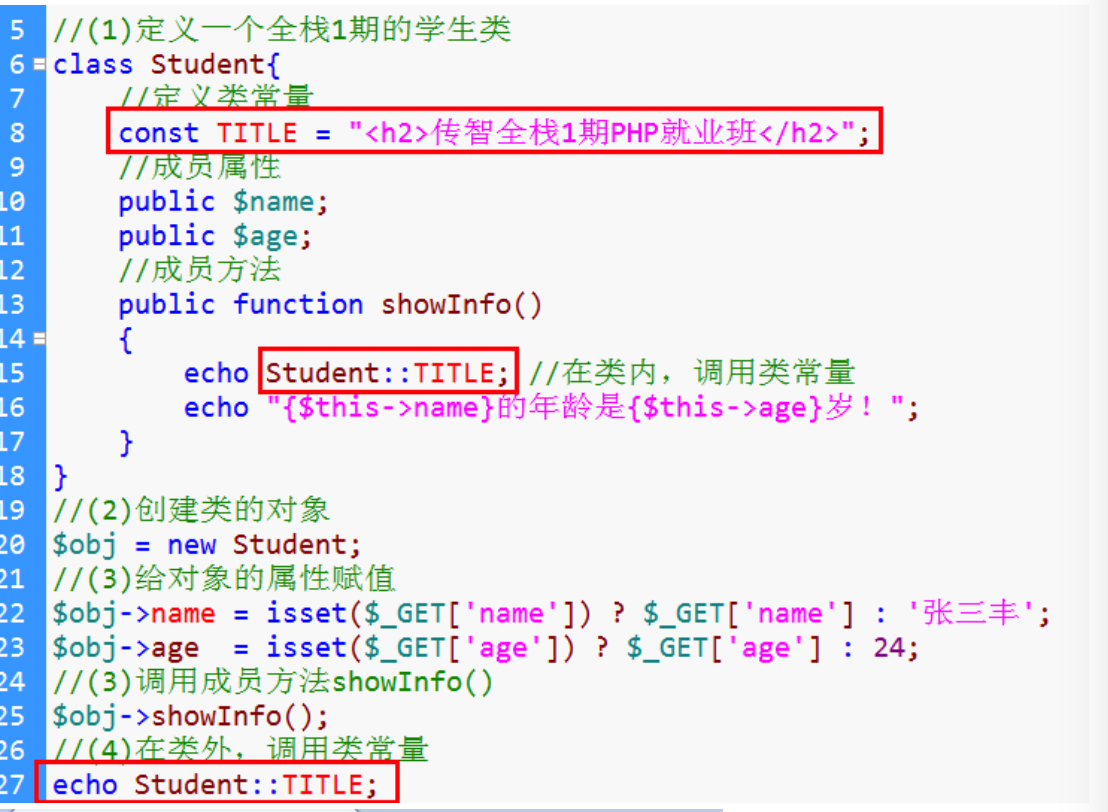 5 //(1)定义一个全栈1期的学生类
6 class Student{
7 //定义类常量
8 const TITLE = "<h2>传智全栈1期PHP就业班</h2>";
9 //成员属性
10 public $name;
11 public $age;
12 //成员方法
13 public function showInfo()
14 {
15 echo Student::TITLE; //在类内，调用类常量
16 echo "{$this->name}的年龄是{$this->age}岁！";
17 }
18 }
19 //(2)创建类的对象
20 $obj = new Student;
21 //(3)给对象的属性赋值
22 $obj->name = isset($_GET['name']) ? $_GET['name'] : '张三丰';
23 $obj->age  = isset($_GET['age']) ? $_GET['age'] : 24;
24 //(3)调用成员方法showInfo()
25 $obj->showInfo();
26 //(4)在类外，调用类常量
27 echo Student::TITLE;